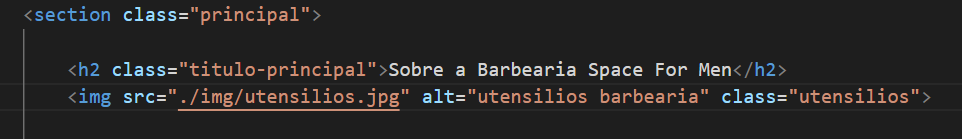 <section class="principal">
<h2 class="titulo-principal">Sobre a Barbearia Space For Men</h2>
<img src="./img/utensilios.jpg" alt="utensilios barbearia" class="utensilios">